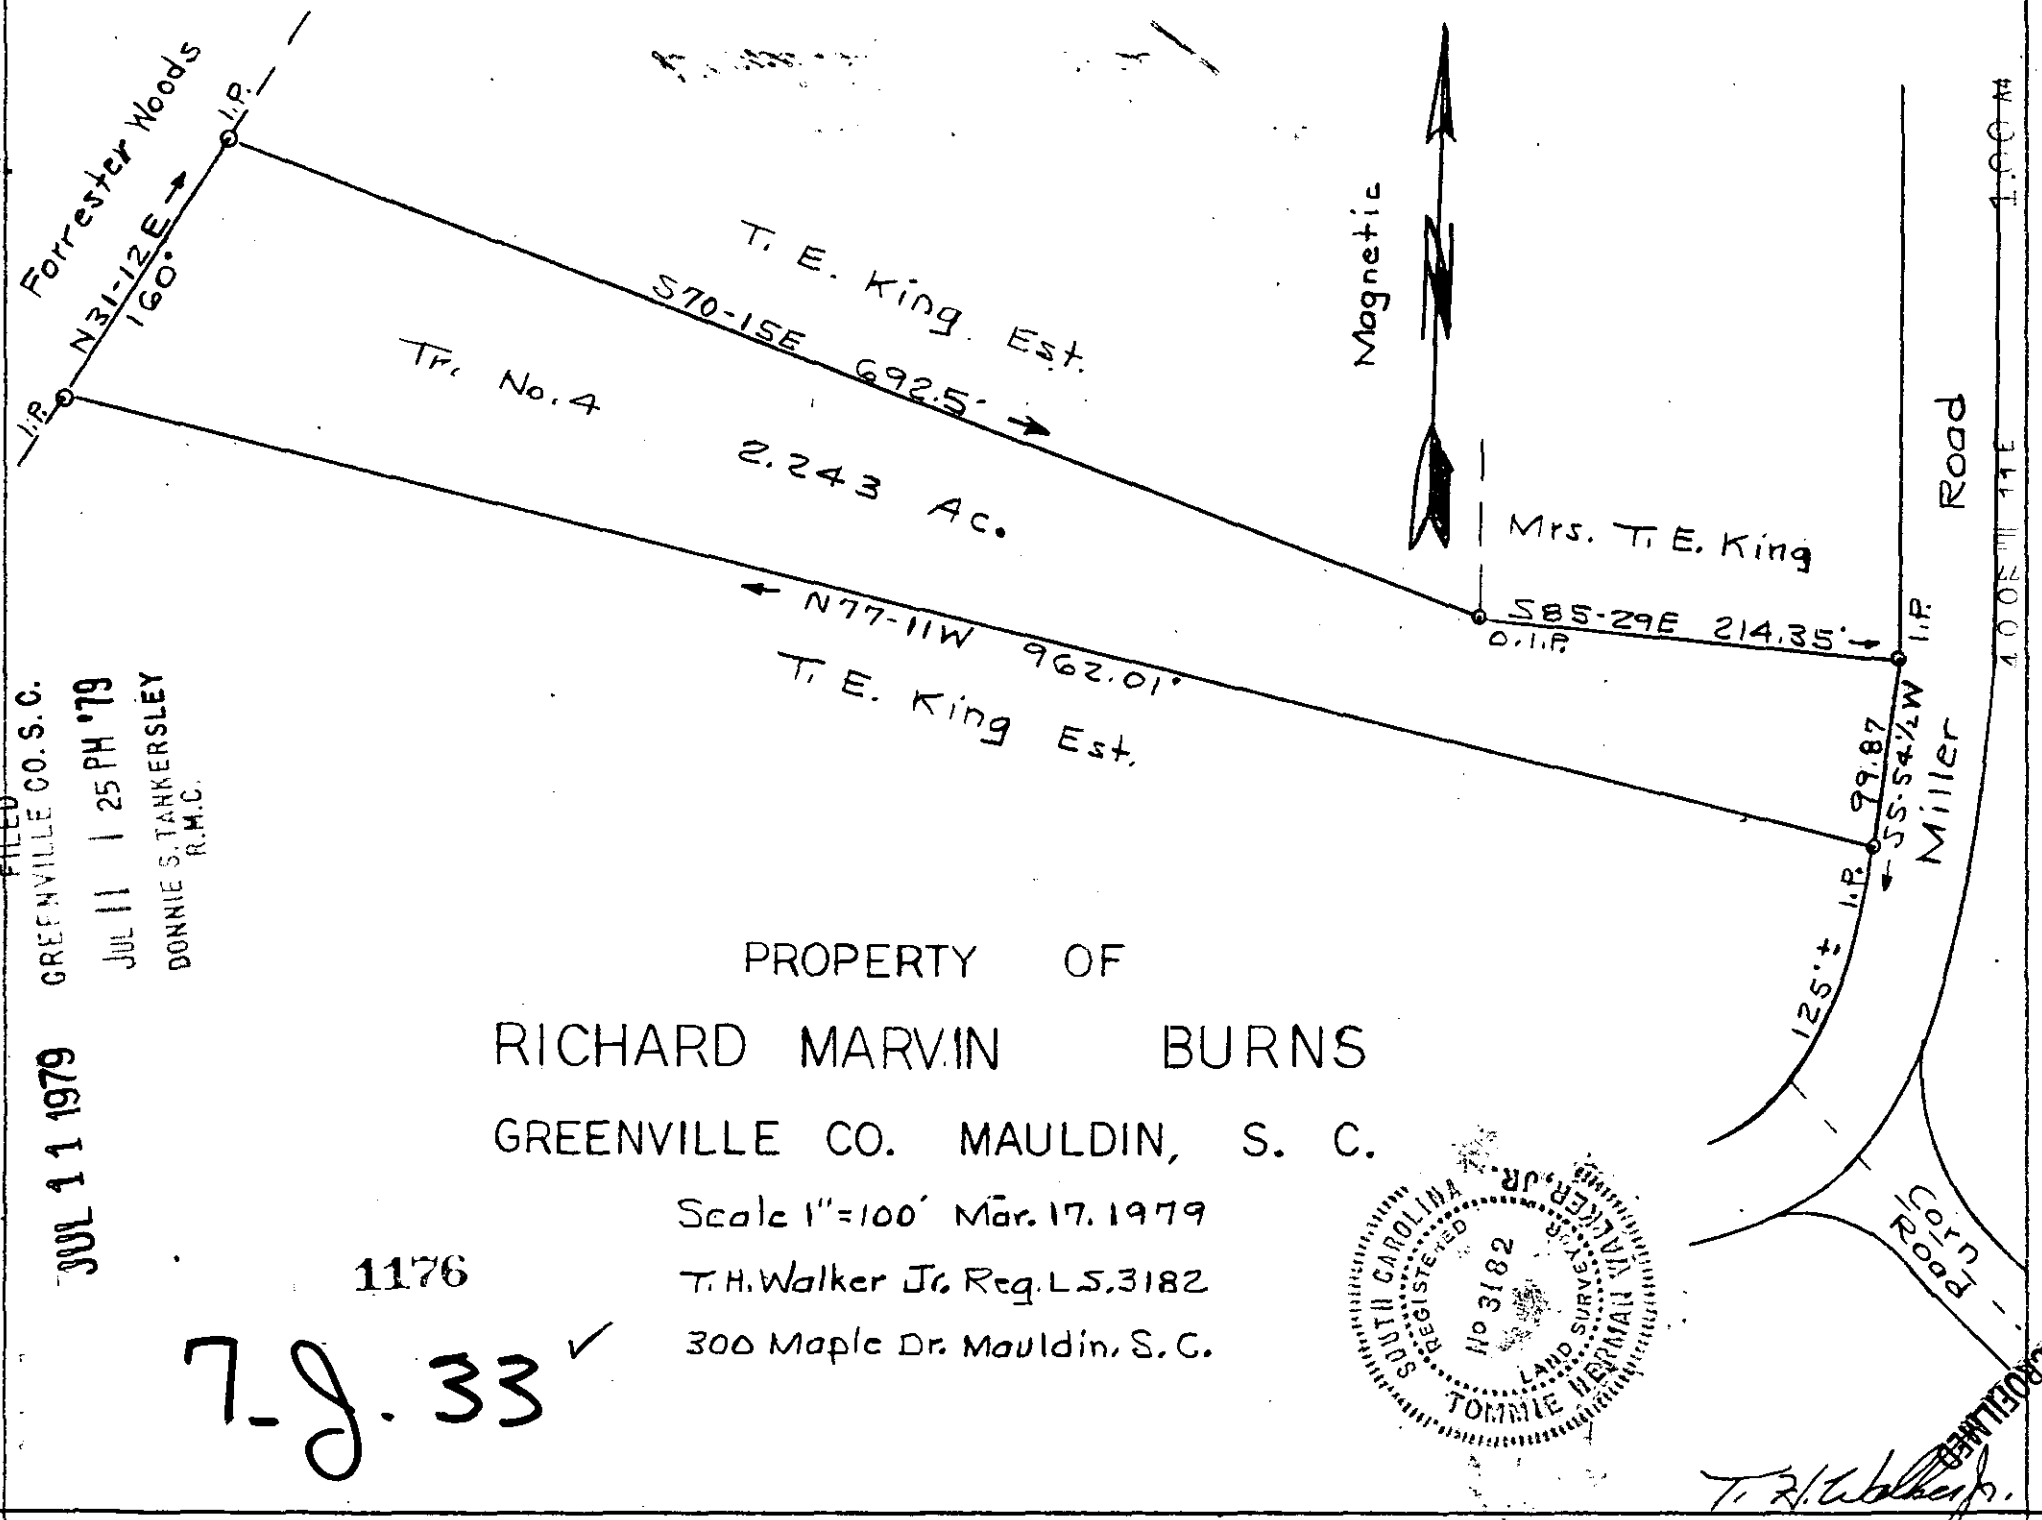 Forrester Woods
I.P.
N31-12E
160'
I.P.
T. E. King Est.
S70-15E 692.5'
Tr. No. 4
2.243 Ac.
Magnetic
N
Mrs. T. E. King
S85-29E 214.35'
O.I.P.
I.P.
Miller Road
99.87
S5-54½W
I.P.
125'±
Corn Road
N77-11W 962.01'
T. E. King Est.
FILED
GREENVILLE CO. S. C.
JUL 11 1 25 PM '79
DONNIE S. TANKERSLEY
R.M.C.
JUL 11 1979
PROPERTY OF
RICHARD MARVIN BURNS
GREENVILLE CO. MAULDIN, S. C.
Scale 1"=100' Mar. 17. 1979
T. H. Walker Jr. Reg. L.S. 3182
300 Maple Dr. Mauldin, S. C.
1176
7-J. 33 ✓
SOUTH CAROLINA
REGISTERED
No 3182
LAND SURVEYOR
TOMMIE HERMAN WALKER, JR.
T. H. Walker Jr.
1.00